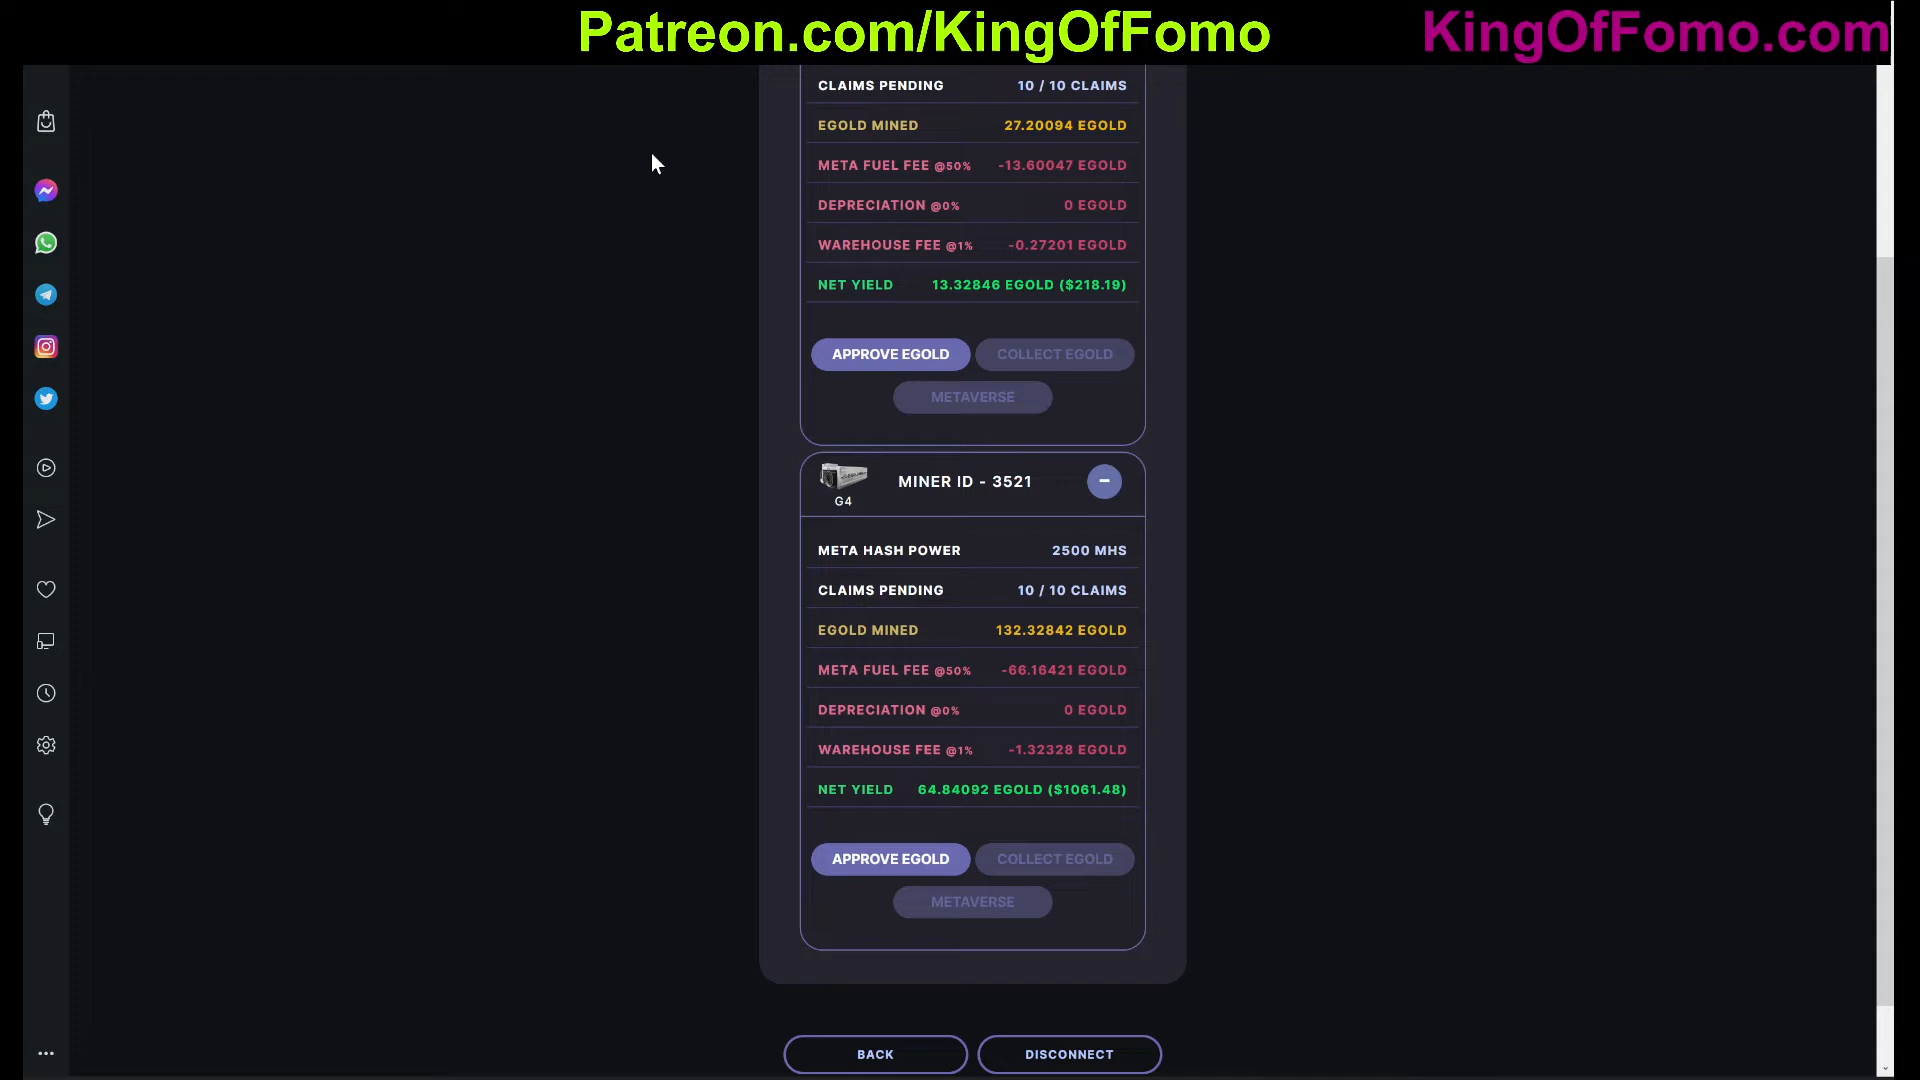 Patreon.com/KingOfFomo KingOfFomo.com
CLAIMS PENDING 10 / 10 CLAIMS
EGOLD MINED 27.20094 EGOLD
META FUEL FEE @50% -13.60047 EGOLD
DEPRECIATION @0% 0 EGOLD
WAREHOUSE FEE @1% -0.27201 EGOLD
NET YIELD 13.32846 EGOLD ($218.19)
APPROVE EGOLD COLLECT EGOLD
METAVERSE
MINER ID - 3521
G4
META HASH POWER 2500 MHS
CLAIMS PENDING 10 / 10 CLAIMS
EGOLD MINED 132.32842 EGOLD
META FUEL FEE @50% -66.16421 EGOLD
DEPRECIATION @0% 0 EGOLD
WAREHOUSE FEE @1% -1.32328 EGOLD
NET YIELD 64.84092 EGOLD ($1061.48)
APPROVE EGOLD COLLECT EGOLD
METAVERSE
BACK DISCONNECT